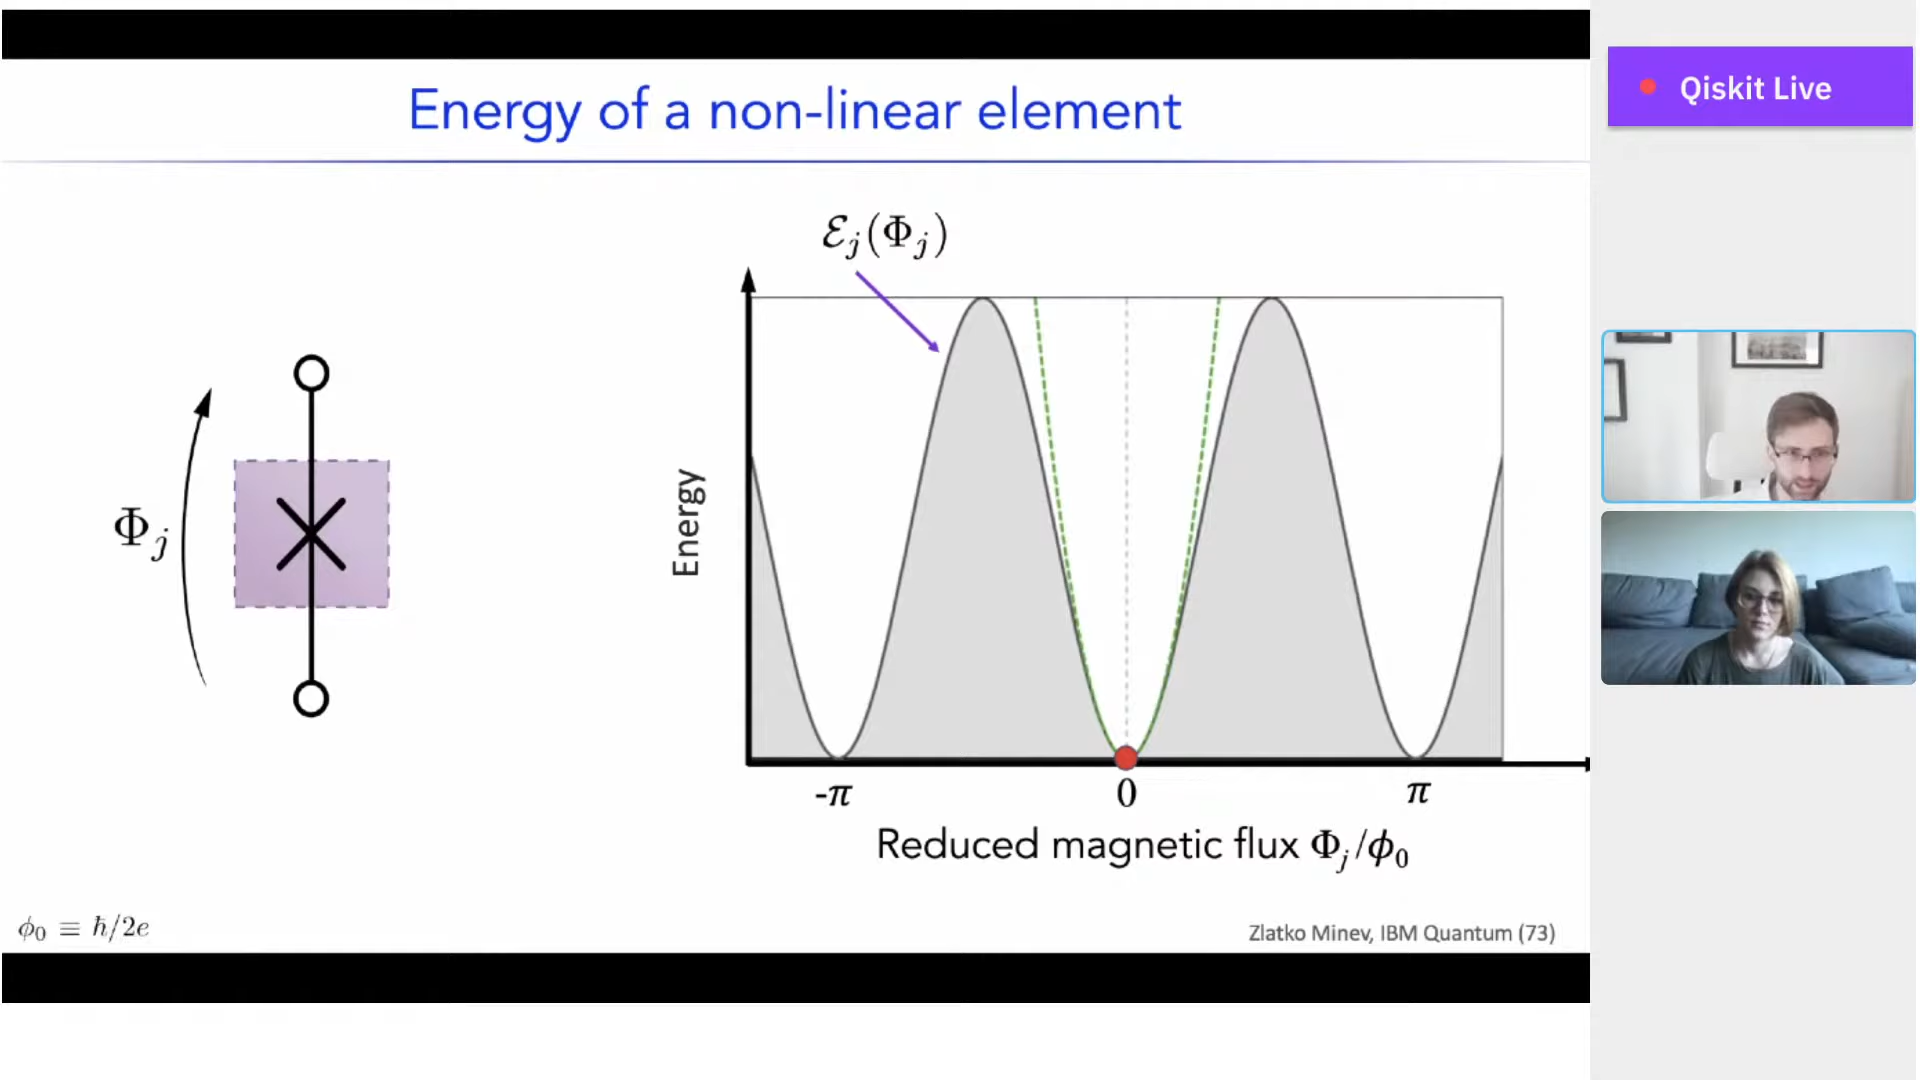 Energy of a non-linear element
Qiskit Live
ℰⱼ(Φⱼ)
Φⱼ
Energy
-π 0 π
Reduced magnetic flux Φⱼ/ϕ₀
ϕ₀ ≡ ℏ/2e
Zlatko Minev, IBM Quantum (73)